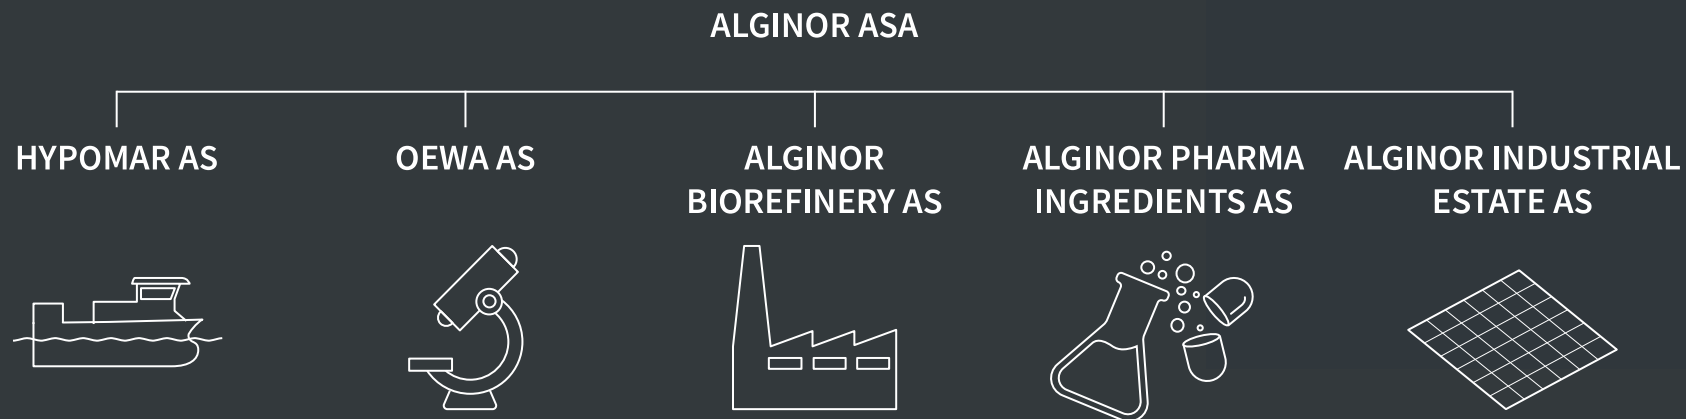 ALGINOR ASA
HYPOMAR AS
OEWA AS
ALGINOR
BIOREFINERY AS
ALGINOR PHARMA
INGREDIENTS AS
ALGINOR INDUSTRIAL
ESTATE AS